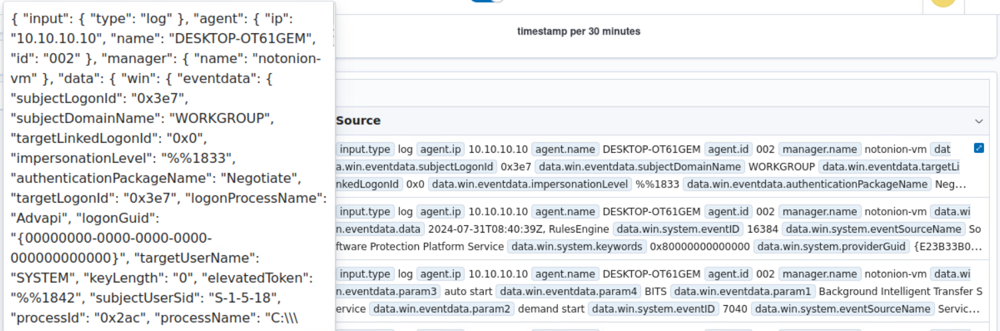 { "input": { "type": "log" }, "agent": { "ip":
"10.10.10.10", "name": "DESKTOP-OT61GEM",
"id": "002" }, "manager": { "name": "notonion-
vm" }, "data": { "win": { "eventdata": {
"subjectLogonId": "0x3e7",
"subjectDomainName": "WORKGROUP",
"targetLinkedLogonId": "0x0",
"impersonationLevel": "%%1833",
"authenticationPackageName": "Negotiate",
"targetLogonId": "0x3e7", "logonProcessName":
"Advapi", "logonGuid":
"{00000000-0000-0000-0000-
000000000000}", "targetUserName":
"SYSTEM", "keyLength": "0", "elevatedToken":
"%%1842", "subjectUserSid": "S-1-5-18",
"processId": "0x2ac", "processName": "C:\\\
timestamp per 30 minutes
Source
input.type log agent.ip 10.10.10.10 agent.name DESKTOP-OT61GEM agent.id 002 manager.name notonion-vm dat
a.win.eventdata.subjectLogonId 0x3e7 data.win.eventdata.subjectDomainName WORKGROUP data.win.eventdata.targetLi
nkedLogonId 0x0 data.win.eventdata.impersonationLevel %%1833 data.win.eventdata.authenticationPackageName Neg...
input.type log agent.ip 10.10.10.10 agent.name DESKTOP-OT61GEM agent.id 002 manager.name notonion-vm data.wi
n.eventdata.data 2024-07-31T08:40:39Z, RulesEngine data.win.system.eventID 16384 data.win.system.eventSourceName So
ftware Protection Platform Service data.win.system.keywords 0x80000000000000 data.win.system.providerGuid {E23B33B0...
input.type log agent.ip 10.10.10.10 agent.name DESKTOP-OT61GEM agent.id 002 manager.name notonion-vm data.wi
n.eventdata.param3 auto start data.win.eventdata.param4 BITS data.win.eventdata.param1 Background Intelligent Transfer S
ervice data.win.eventdata.param2 demand start data.win.system.eventID 7040 data.win.system.eventSourceName Servic...